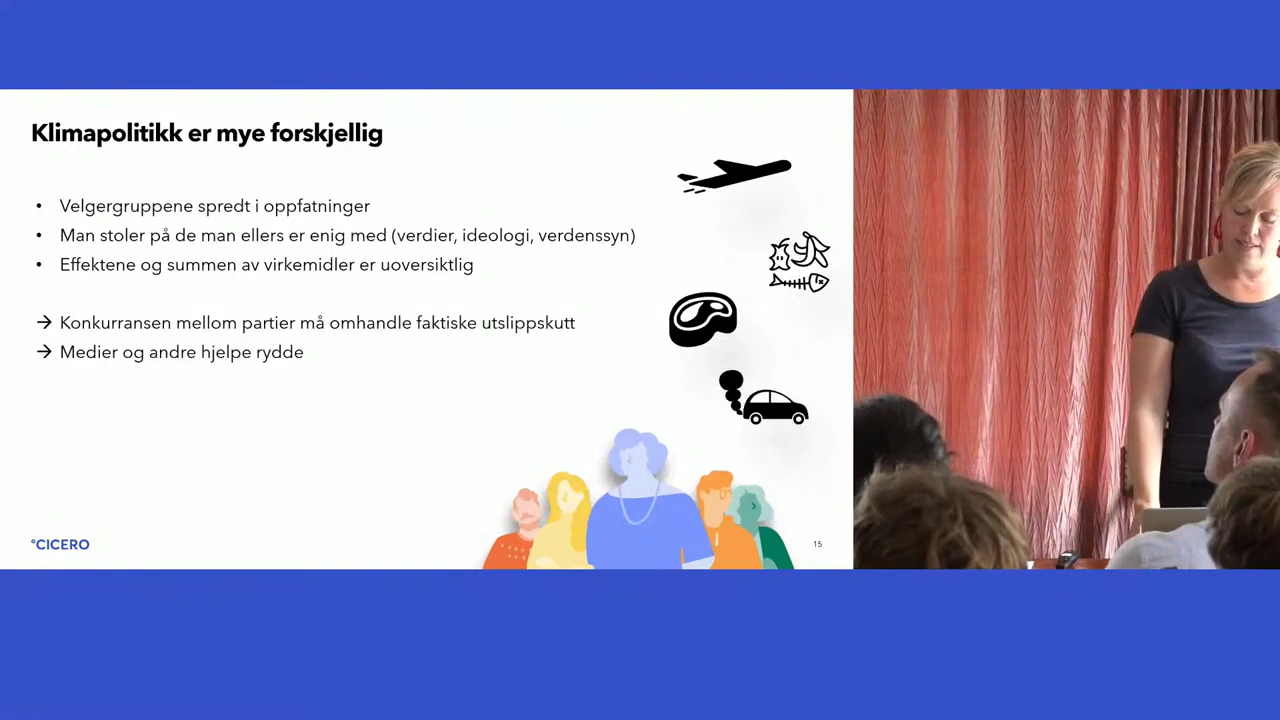 Klimapolitikk er mye forskjellig
• Velgergruppene spredt i oppfatninger
• Man stoler på de man ellers er enig med (verdier, ideologi, verdenssyn)
• Effektene og summen av virkemidler er uoversiktlig
→ Konkurransen mellom partier må omhandle faktiske utslippskutt
→ Medier og andre hjelpe rydde
°CICERO
15